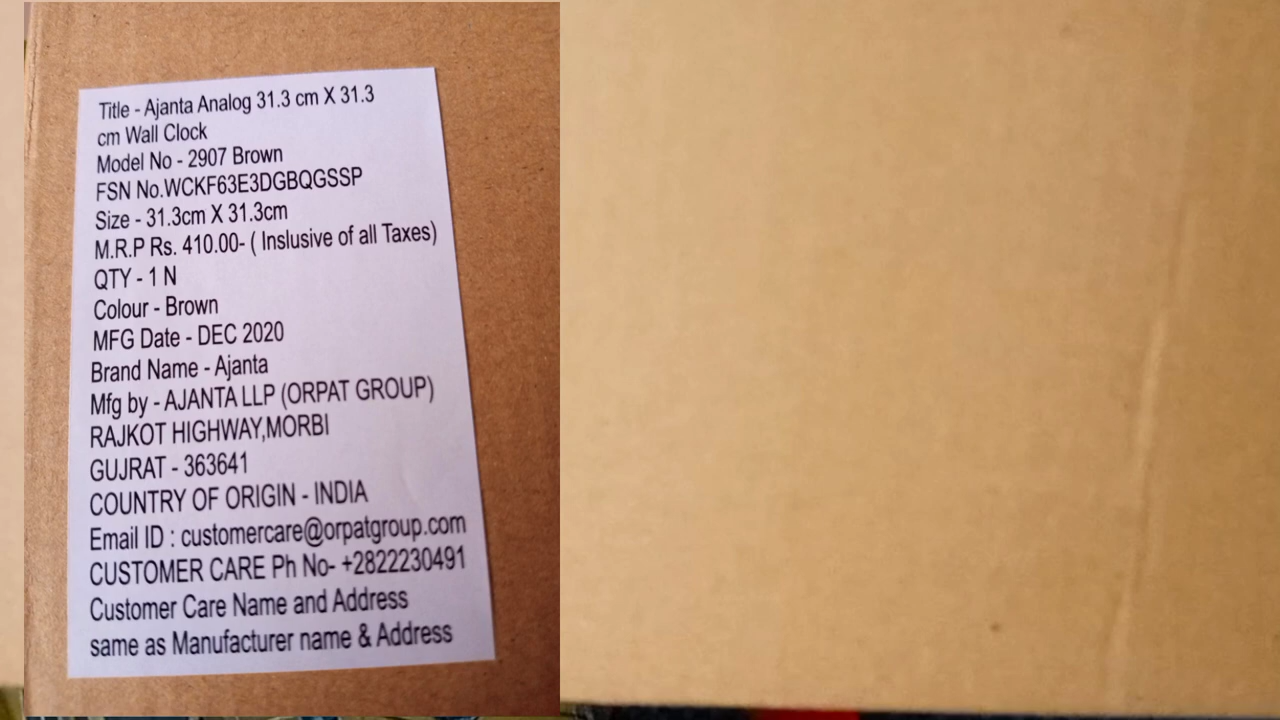 Title - Ajanta Analog 31.3 cm X 31.3
cm Wall Clock
Model No - 2907 Brown
FSN No.WCKF63E3DGBQGSSP
Size - 31.3cm X 31.3cm
M.R.P Rs. 410.00- ( Inslusive of all Taxes)
QTY - 1 N
Colour - Brown
MFG Date - DEC 2020
Brand Name - Ajanta
Mfg by - AJANTA LLP (ORPAT GROUP)
RAJKOT HIGHWAY,MORBI
GUJRAT - 363641
COUNTRY OF ORIGIN - INDIA
Email ID : customercare@orpatgroup.com
CUSTOMER CARE Ph No- +2822230491
Customer Care Name and Address
same as Manufacturer name & Address